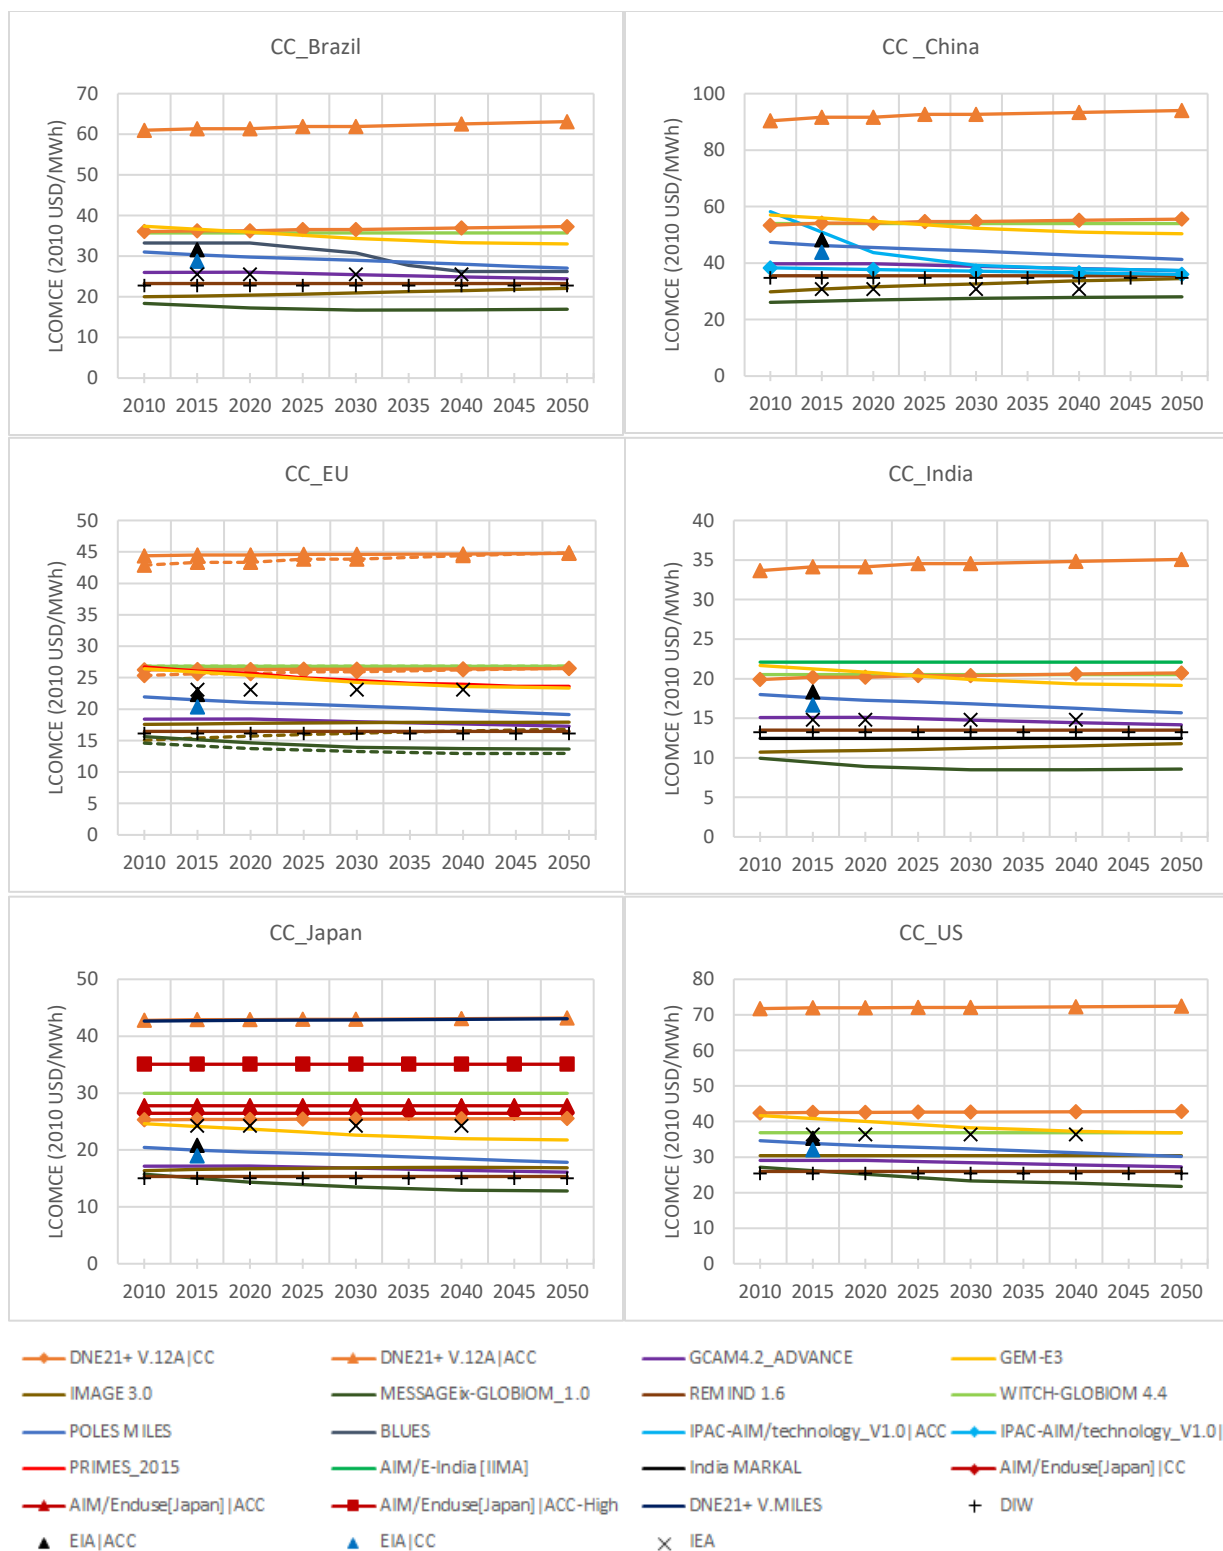 CC_Brazil
LCOMCE (2010 USD/MWh)
70
60
50
40
30
20
10
0
2010 2015 2020 2025 2030 2035 2040 2045 2050
CC _China
LCOMCE (2010 USD/MWh)
100
80
60
40
20
0
2010 2015 2020 2025 2030 2035 2040 2045 2050
CC_EU
LCOMCE (2010 USD/MWh)
50
45
40
35
30
25
20
15
10
5
0
2010 2015 2020 2025 2030 2035 2040 2045 2050
CC_India
LCOMCE (2010 USD/MWh)
40
35
30
25
20
15
10
5
0
2010 2015 2020 2025 2030 2035 2040 2045 2050
CC_Japan
LCOMCE (2010 USD/MWh)
50
40
30
20
10
0
2010 2015 2020 2025 2030 2035 2040 2045 2050
CC_US
LCOMCE (2010 USD/MWh)
80
70
60
50
40
30
20
10
0
2010 2015 2020 2025 2030 2035 2040 2045 2050
DNE21+ V.12A|CC DNE21+ V.12A|ACC GCAM4.2_ADVANCE GEM-E3
IMAGE 3.0 MESSAGEix-GLOBIOM_1.0 REMIND 1.6 WITCH-GLOBIOM 4.4
POLES MILES BLUES IPAC-AIM/technology_V1.0|ACC IPAC-AIM/technology_V1.0|
PRIMES_2015 AIM/E-India [IIMA] India MARKAL AIM/Enduse[Japan]|CC
AIM/Enduse[Japan]|ACC AIM/Enduse[Japan]|ACC-High DNE21+ V.MILES DIW
EIA|ACC EIA|CC IEA